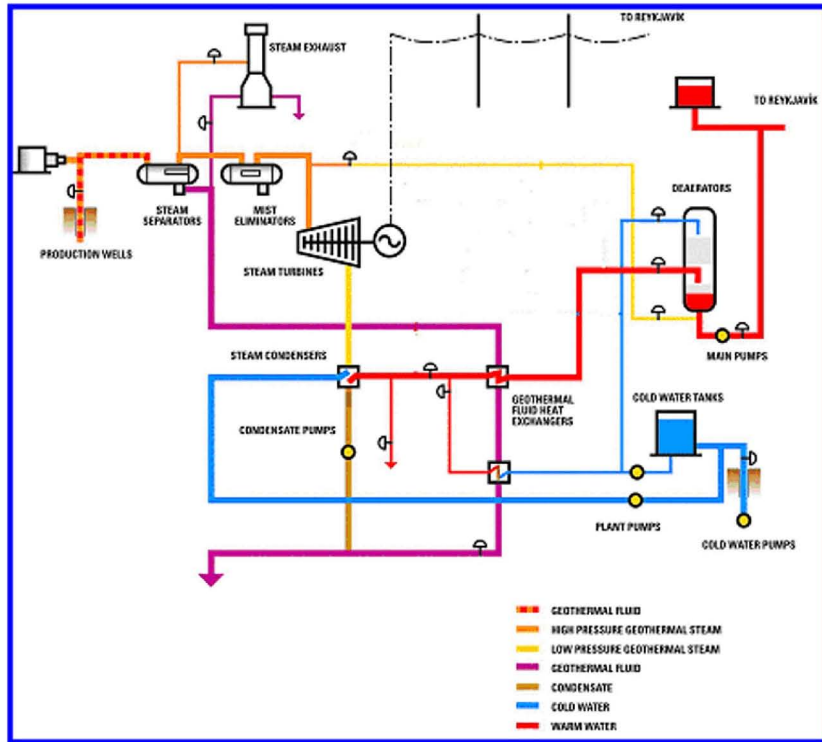 TO REYKJAVÍK
STEAM EXHAUST
TO REYKJAVÍK
DEAERATORS
STEAM
SEPARATORS
MIST
ELIMINATORS
PRODUCTION WELLS
STEAM TURBINES
MAIN PUMPS
STEAM CONDENSERS
GEOTHERMAL
FLUID HEAT
EXCHANGERS
COLD WATER TANKS
CONDENSATE PUMPS
PLANT PUMPS
COLD WATER PUMPS
GEOTHERMAL FLUID
HIGH PRESSURE GEOTHERMAL STEAM
LOW PRESSURE GEOTHERMAL STEAM
GEOTHERMAL FLUID
CONDENSATE
COLD WATER
WARM WATER